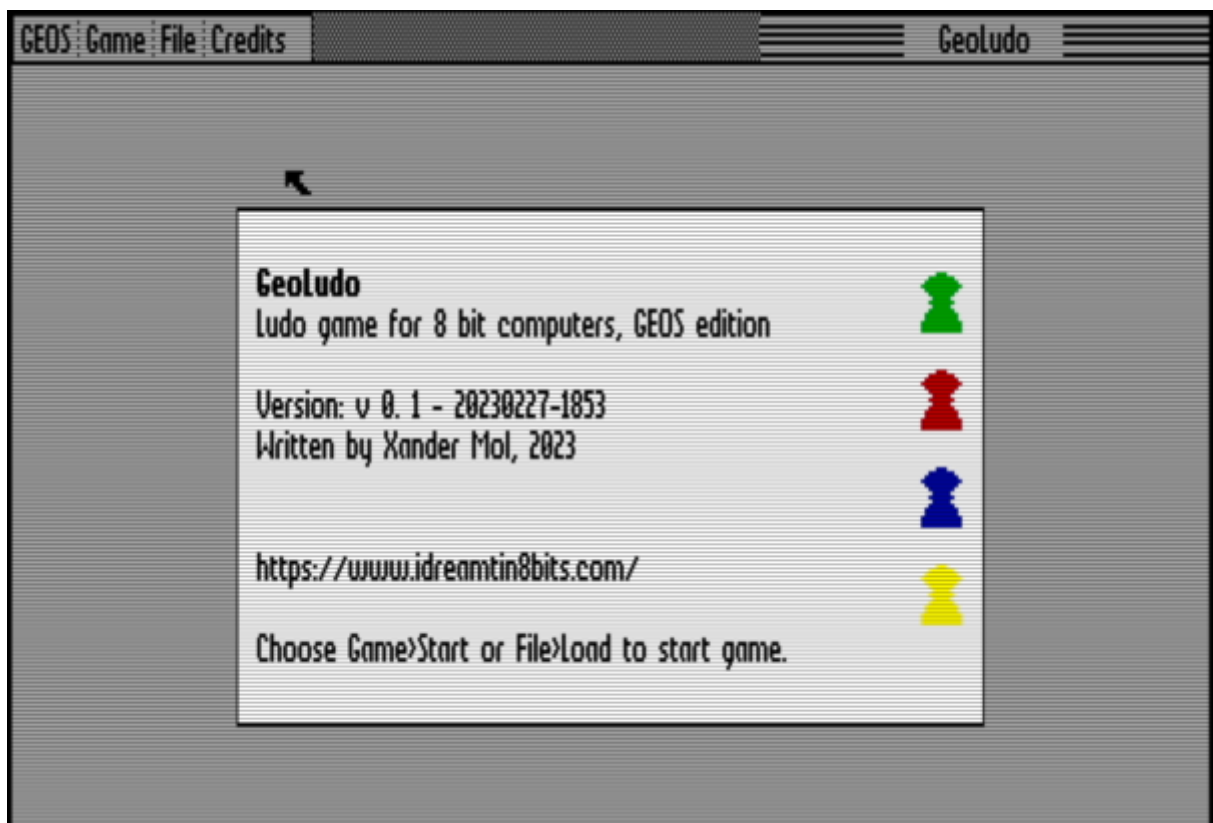 GEOS Game File Credits
GeoLudo
GeoLudo
Ludo game for 8 bit computers, GEOS edition
Version: v 0. 1 - 20230227-1853
Written by Xander Mol, 2023
https://www.idreamtin8bits.com/
Choose Game>Start or File>Load to start game.